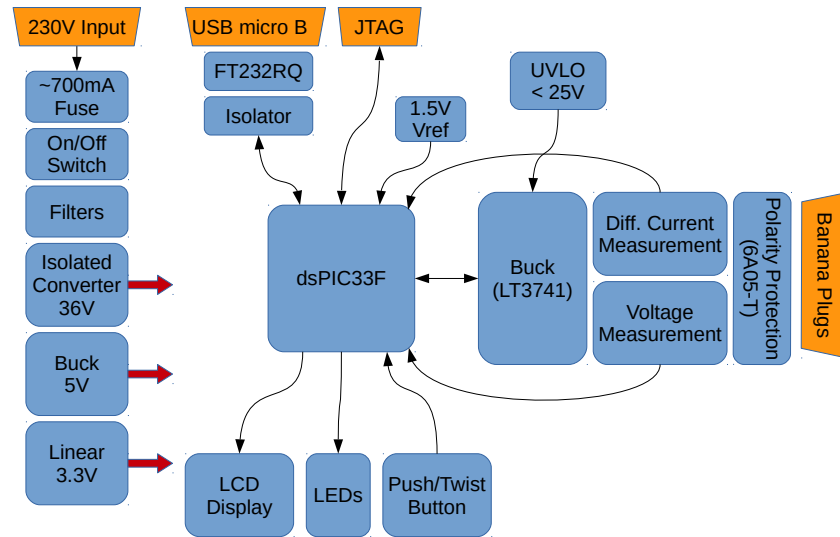 230V Input
~700mA
Fuse
On/Off
Switch
Filters
Isolated
Converter
36V
Buck
5V
Linear
3.3V
USB micro B
FT232RQ
Isolator
JTAG
1.5V
Vref
UVLO
< 25V
dsPIC33F
Buck
(LT3741)
Diff. Current
Measurement
Voltage
Measurement
Polarity Protection
(6A05-T)
Banana Plugs
LCD
Display
LEDs
Push/Twist
Button